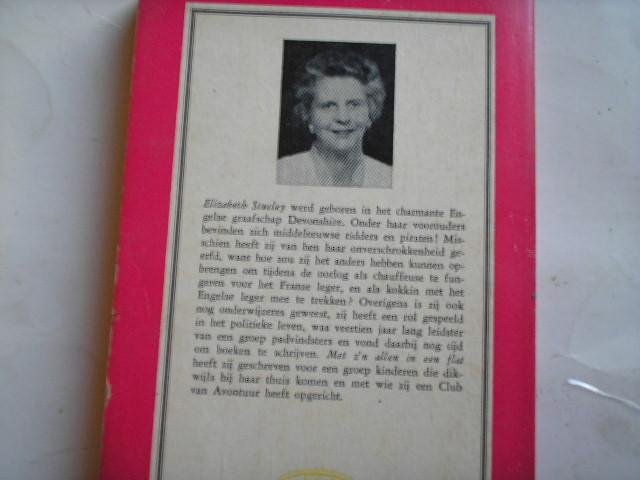 Elizabeth Stucley werd geboren in het charmante En-
gelse graafschap Devonshire. Onder haar voorouders
bevinden zich middeleeuwse ridders en piraten! Mis-
schien heeft zij van hen haar onverschrokkenheid ge-
erfd, want hoe zou zij het anders hebben kunnen op-
brengen om tijdens de oorlog als chauffeuse te fun-
geren voor het Franse leger, en als kokkin met het
Engelse leger mee te trekken? Overigens is zij ook
nog onderwijzeres geweest, zij heeft een rol gespeeld
in het politieke leven, was veertien jaar lang leidster
van een groep padvindsters en vond daarbij nog tijd
om boeken te schrijven. Met z'n allen in een flat
heeft zij geschreven voor een groep kinderen die dik-
wijls bij haar thuis komen en met wie zij een Club
van Avontuur heeft opgericht.